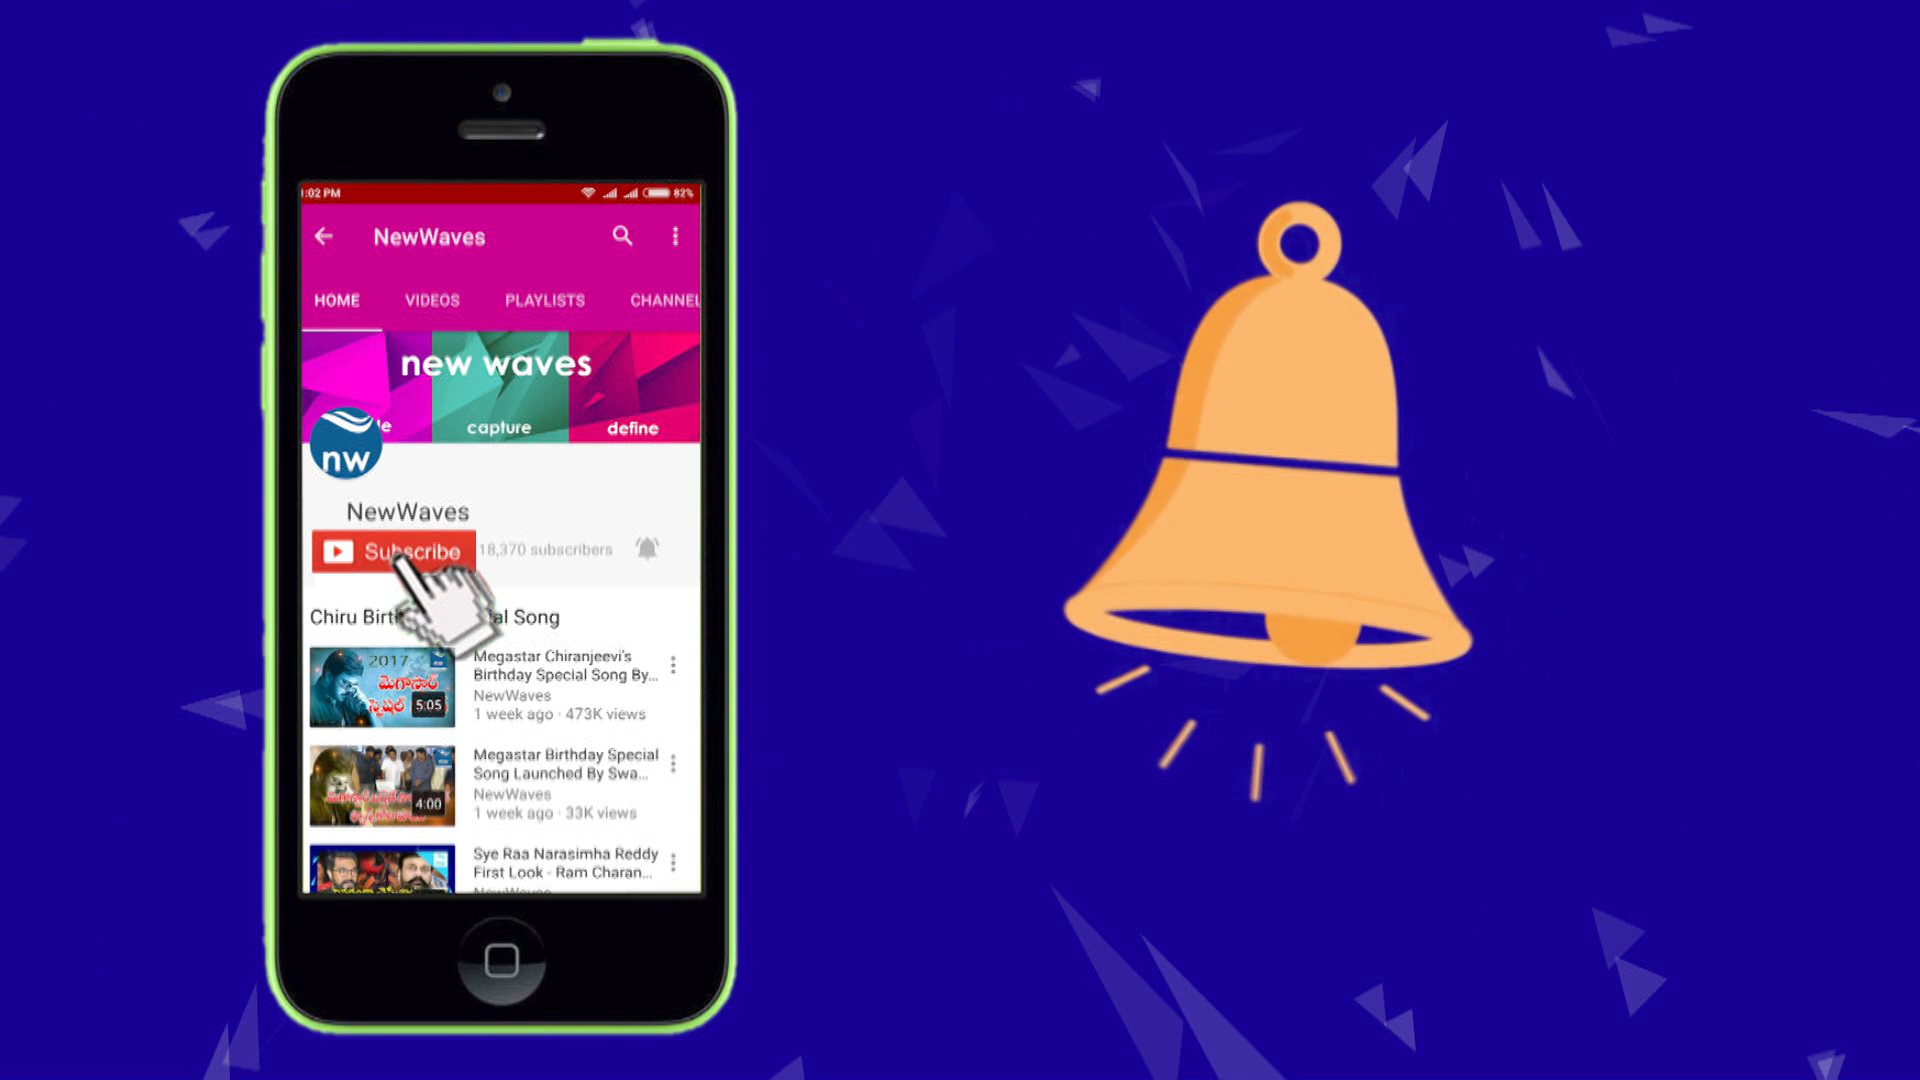 1:02 PM
82%
NewWaves
HOME VIDEOS PLAYLISTS CHANNEL
new waves
capture define
nw
NewWaves
Subscribe 18,370 subscribers
Chiru Song
2017
మెగాస్టార్
స్పెషల్
5:05
Megastar Chiranjeevi's
Birthday Special Song By...
NewWaves
1 week ago · 473K views
4:00
Megastar Birthday Special
Song Launched By Swa...
NewWaves
1 week ago · 33K views
Sye Raa Narasimha Reddy
First Look - Ram Charan...
NewWaves